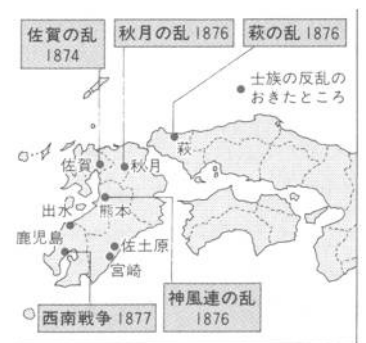 佐賀の乱
1874
秋月の乱 1876
萩の乱 1876
士族の反乱の
おきたところ
萩
佐賀
秋月
出水
熊本
鹿児島
佐土原
宮崎
西南戦争 1877
神風連の乱
1876